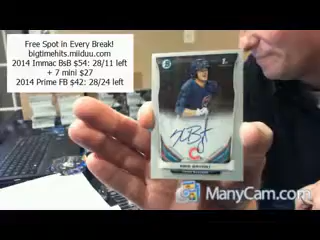 Free Spot in Every Break!
bigtimehits.miiduu.com
2014 Immac BsB $54: 28/11 left
+ 7 mini $27
2014 Prime FB $42: 28/24 left
ManyCam.com